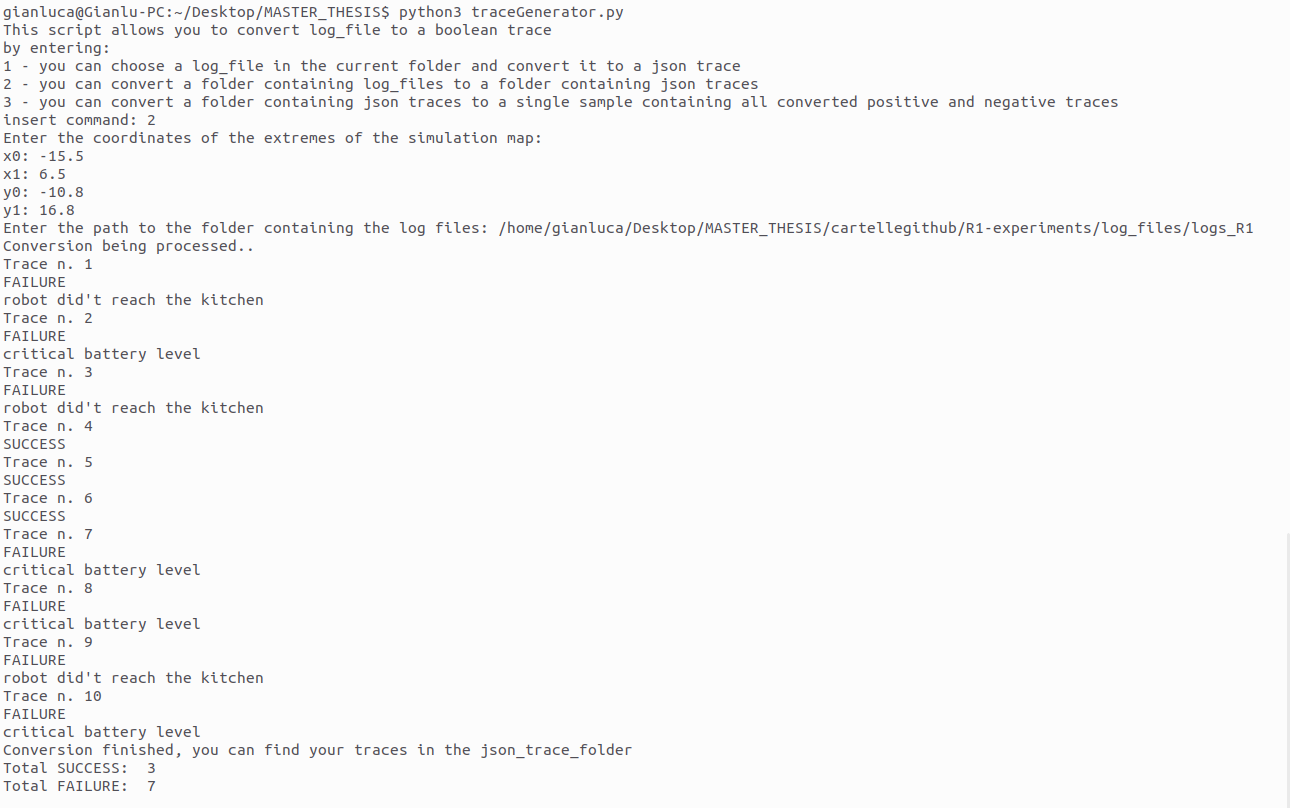 gianluca@Gianlu-PC:~/Desktop/MASTER_THESIS$ python3 traceGenerator.py
This script allows you to convert log_file to a boolean trace
by entering:
1 - you can choose a log_file in the current folder and convert it to a json trace
2 - you can convert a folder containing log_files to a folder containing json traces
3 - you can convert a folder containing json traces to a single sample containing all converted positive and negative traces
insert command: 2
Enter the coordinates of the extremes of the simulation map:
x0: -15.5
x1: 6.5
y0: -10.8
y1: 16.8
Enter the path to the folder containing the log files: /home/gianluca/Desktop/MASTER_THESIS/cartellegithub/R1-experiments/log_files/logs_R1
Conversion being processed..
Trace n. 1
FAILURE
robot did't reach the kitchen
Trace n. 2
FAILURE
critical battery level
Trace n. 3
FAILURE
robot did't reach the kitchen
Trace n. 4
SUCCESS
Trace n. 5
SUCCESS
Trace n. 6
SUCCESS
Trace n. 7
FAILURE
critical battery level
Trace n. 8
FAILURE
critical battery level
Trace n. 9
FAILURE
robot did't reach the kitchen
Trace n. 10
FAILURE
critical battery level
Conversion finished, you can find your traces in the json_trace_folder
Total SUCCESS:  3
Total FAILURE:  7